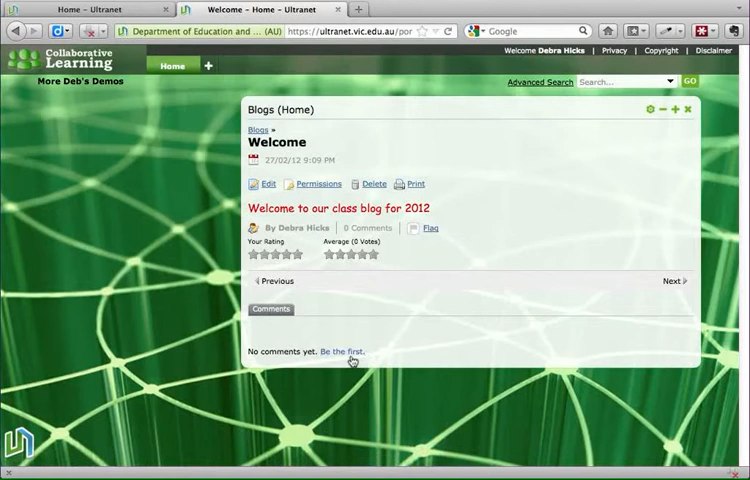 Home - Ultranet
Welcome - Home - Ultranet
Department of Education and ... (AU)
https://ultranet.vic.edu.au/por
Google
Collaborative
Learning
Home
Welcome Debra Hicks | Privacy | Copyright | Disclaimer
More Deb's Demos
Advanced Search
Search...
GO
Blogs (Home)
Blogs »
Welcome
27/02/12 9:09 PM
Edit Permissions Delete Print
Welcome to our class blog for 2012
By Debra Hicks | 0 Comments | Flag
Your Rating Average (0 Votes)
Previous Next
Comments
No comments yet. Be the first.